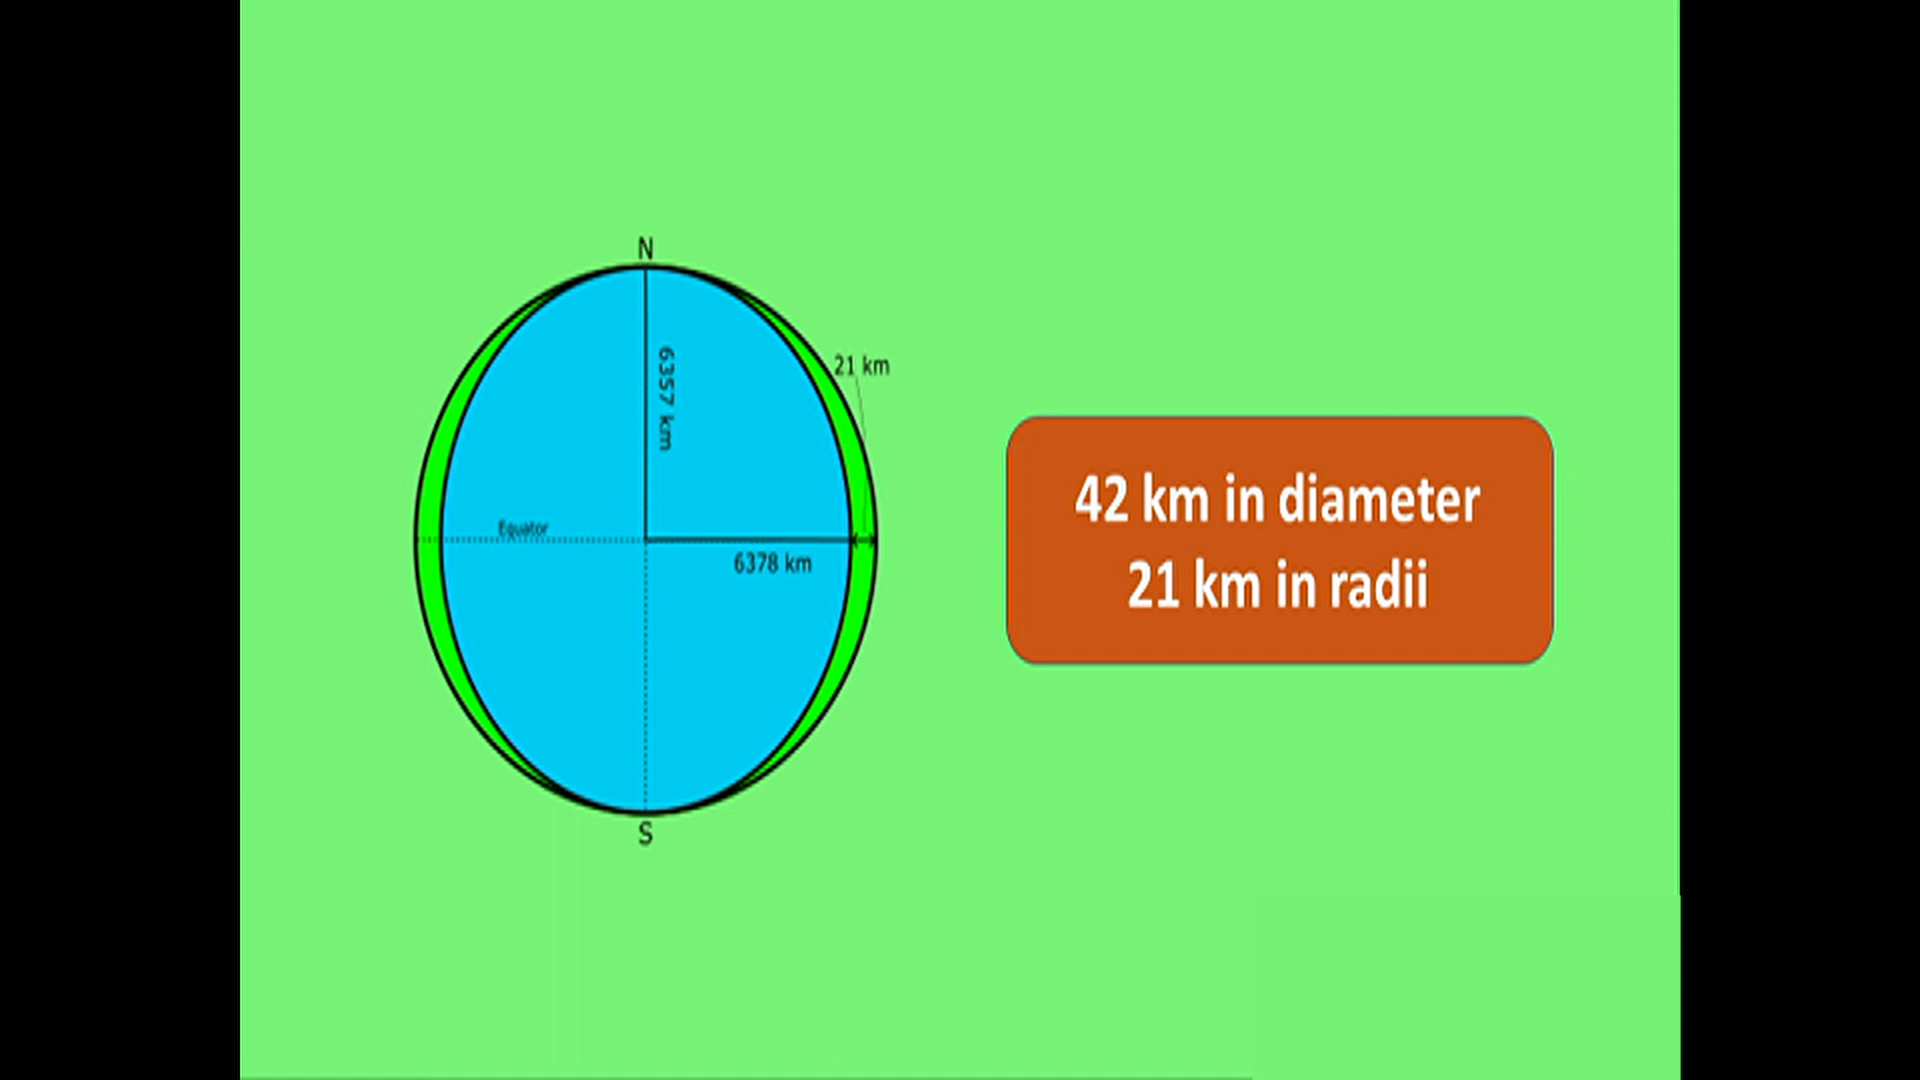 N
6357 km
21 km
Equator
6378 km
S
42 km in diameter
21 km in radii